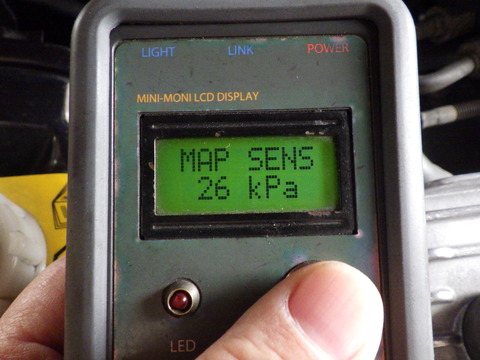 LIGHT LINK POWER
MINI-MONI LCD DISPLAY
MAP SENS
26 kPa
LED